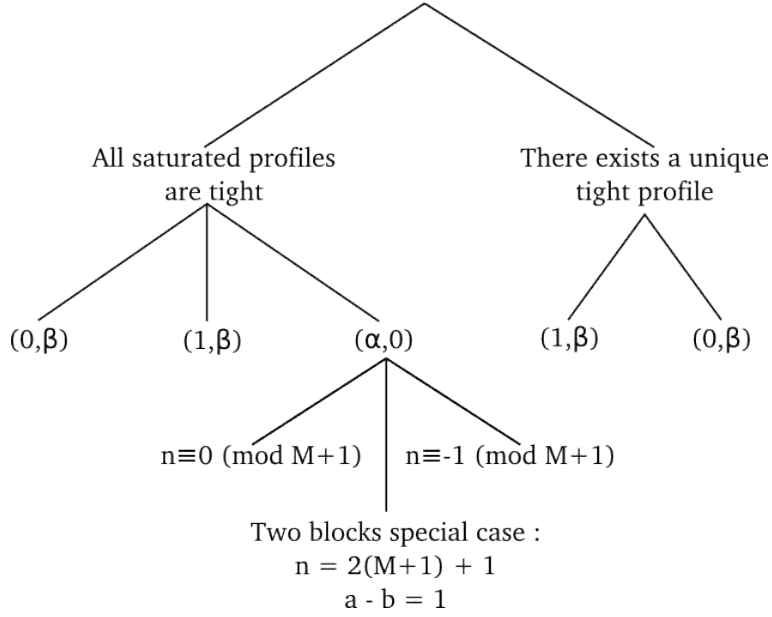 All saturated profiles
are tight
There exists a unique
tight profile
(0,β)
(1,β)
(α,0)
(1,β)
(0,β)
n≡0 (mod M+1)
n≡-1 (mod M+1)
Two blocks special case :
n = 2(M+1) + 1
a - b = 1